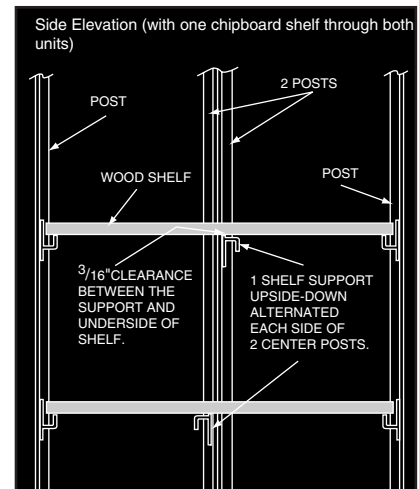 Side Elevation (with one chipboard shelf through both
units)
2 POSTS
POST
POST
WOOD SHELF
3/16"CLEARANCE
BETWEEN THE
SUPPORT AND
UNDERSIDE OF
SHELF.
1 SHELF SUPPORT
UPSIDE-DOWN
ALTERNATED
EACH SIDE OF
2 CENTER POSTS.